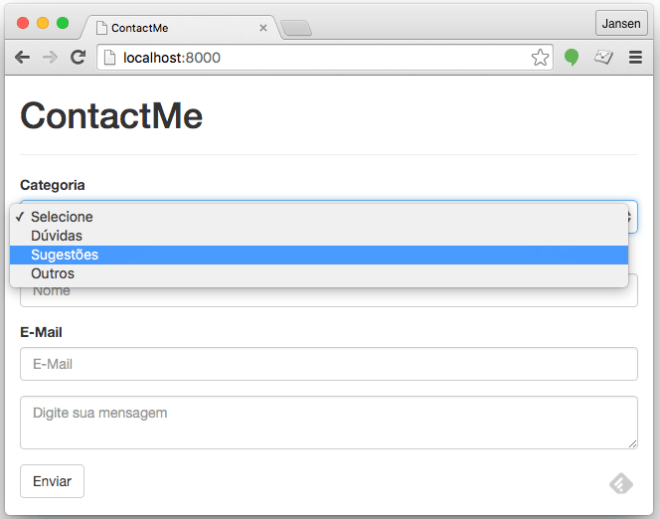 ContactMe
Jansen
localhost:8000
ContactMe
Categoria
✓ Selecione
Dúvidas
Sugestões
Outros
Nome
E-Mail
E-Mail
Digite sua mensagem
Enviar